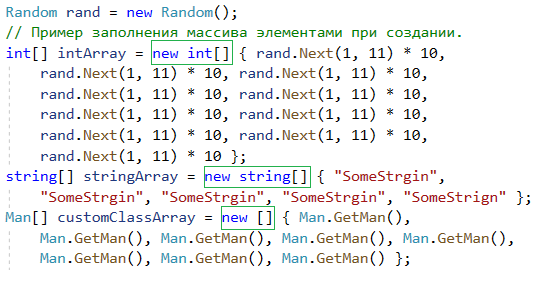 Random rand = new Random();
// Пример заполнения массива элементами при создании.
int[] intArray = new int[] { rand.Next(1, 11) * 10,
rand.Next(1, 11) * 10, rand.Next(1, 11) * 10,
rand.Next(1, 11) * 10, rand.Next(1, 11) * 10,
rand.Next(1, 11) * 10, rand.Next(1, 11) * 10,
rand.Next(1, 11) * 10, rand.Next(1, 11) * 10,
rand.Next(1, 11) * 10 };
string[] stringArray = new string[] { "SomeStrgin",
"SomeStrgin", "SomeStrgin", "SomeStrgin", "SomeStrign" };
Man[] customClassArray = new [] { Man.GetMan(),
Man.GetMan(), Man.GetMan(), Man.GetMan(), Man.GetMan(),
Man.GetMan(), Man.GetMan(), Man.GetMan() };